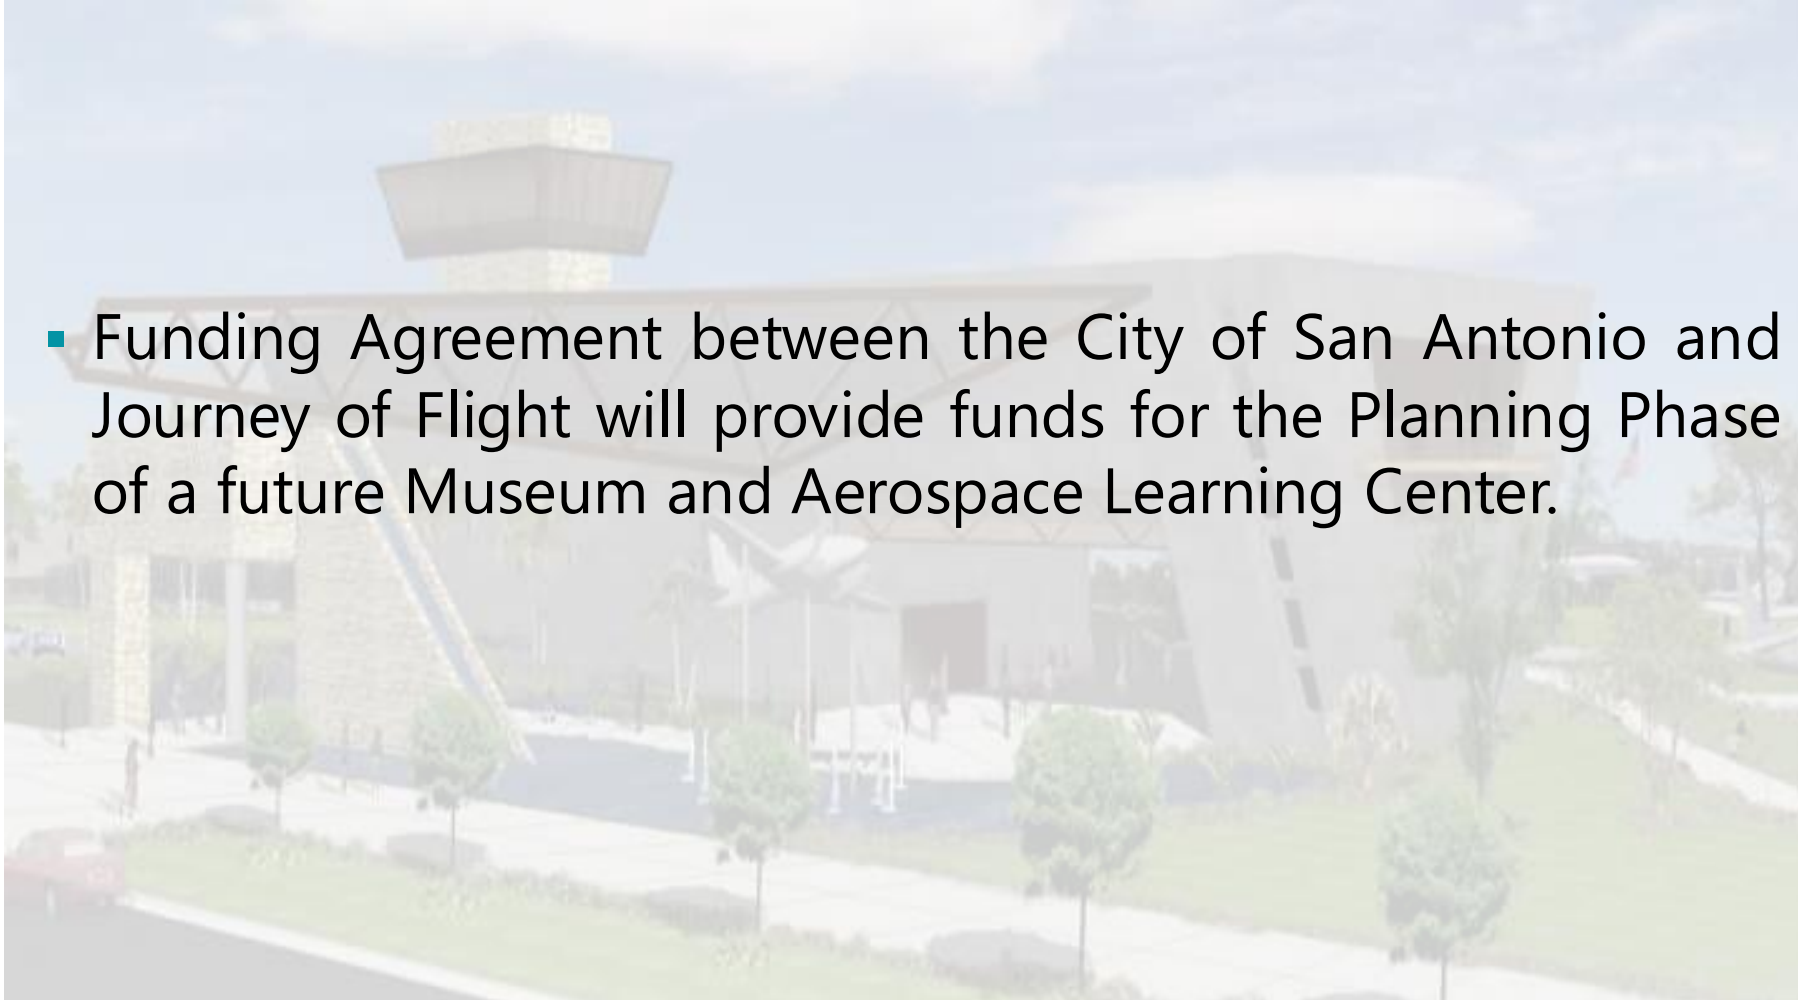 ▪ Funding Agreement between the City of San Antonio and
Journey of Flight will provide funds for the Planning Phase
of a future Museum and Aerospace Learning Center.